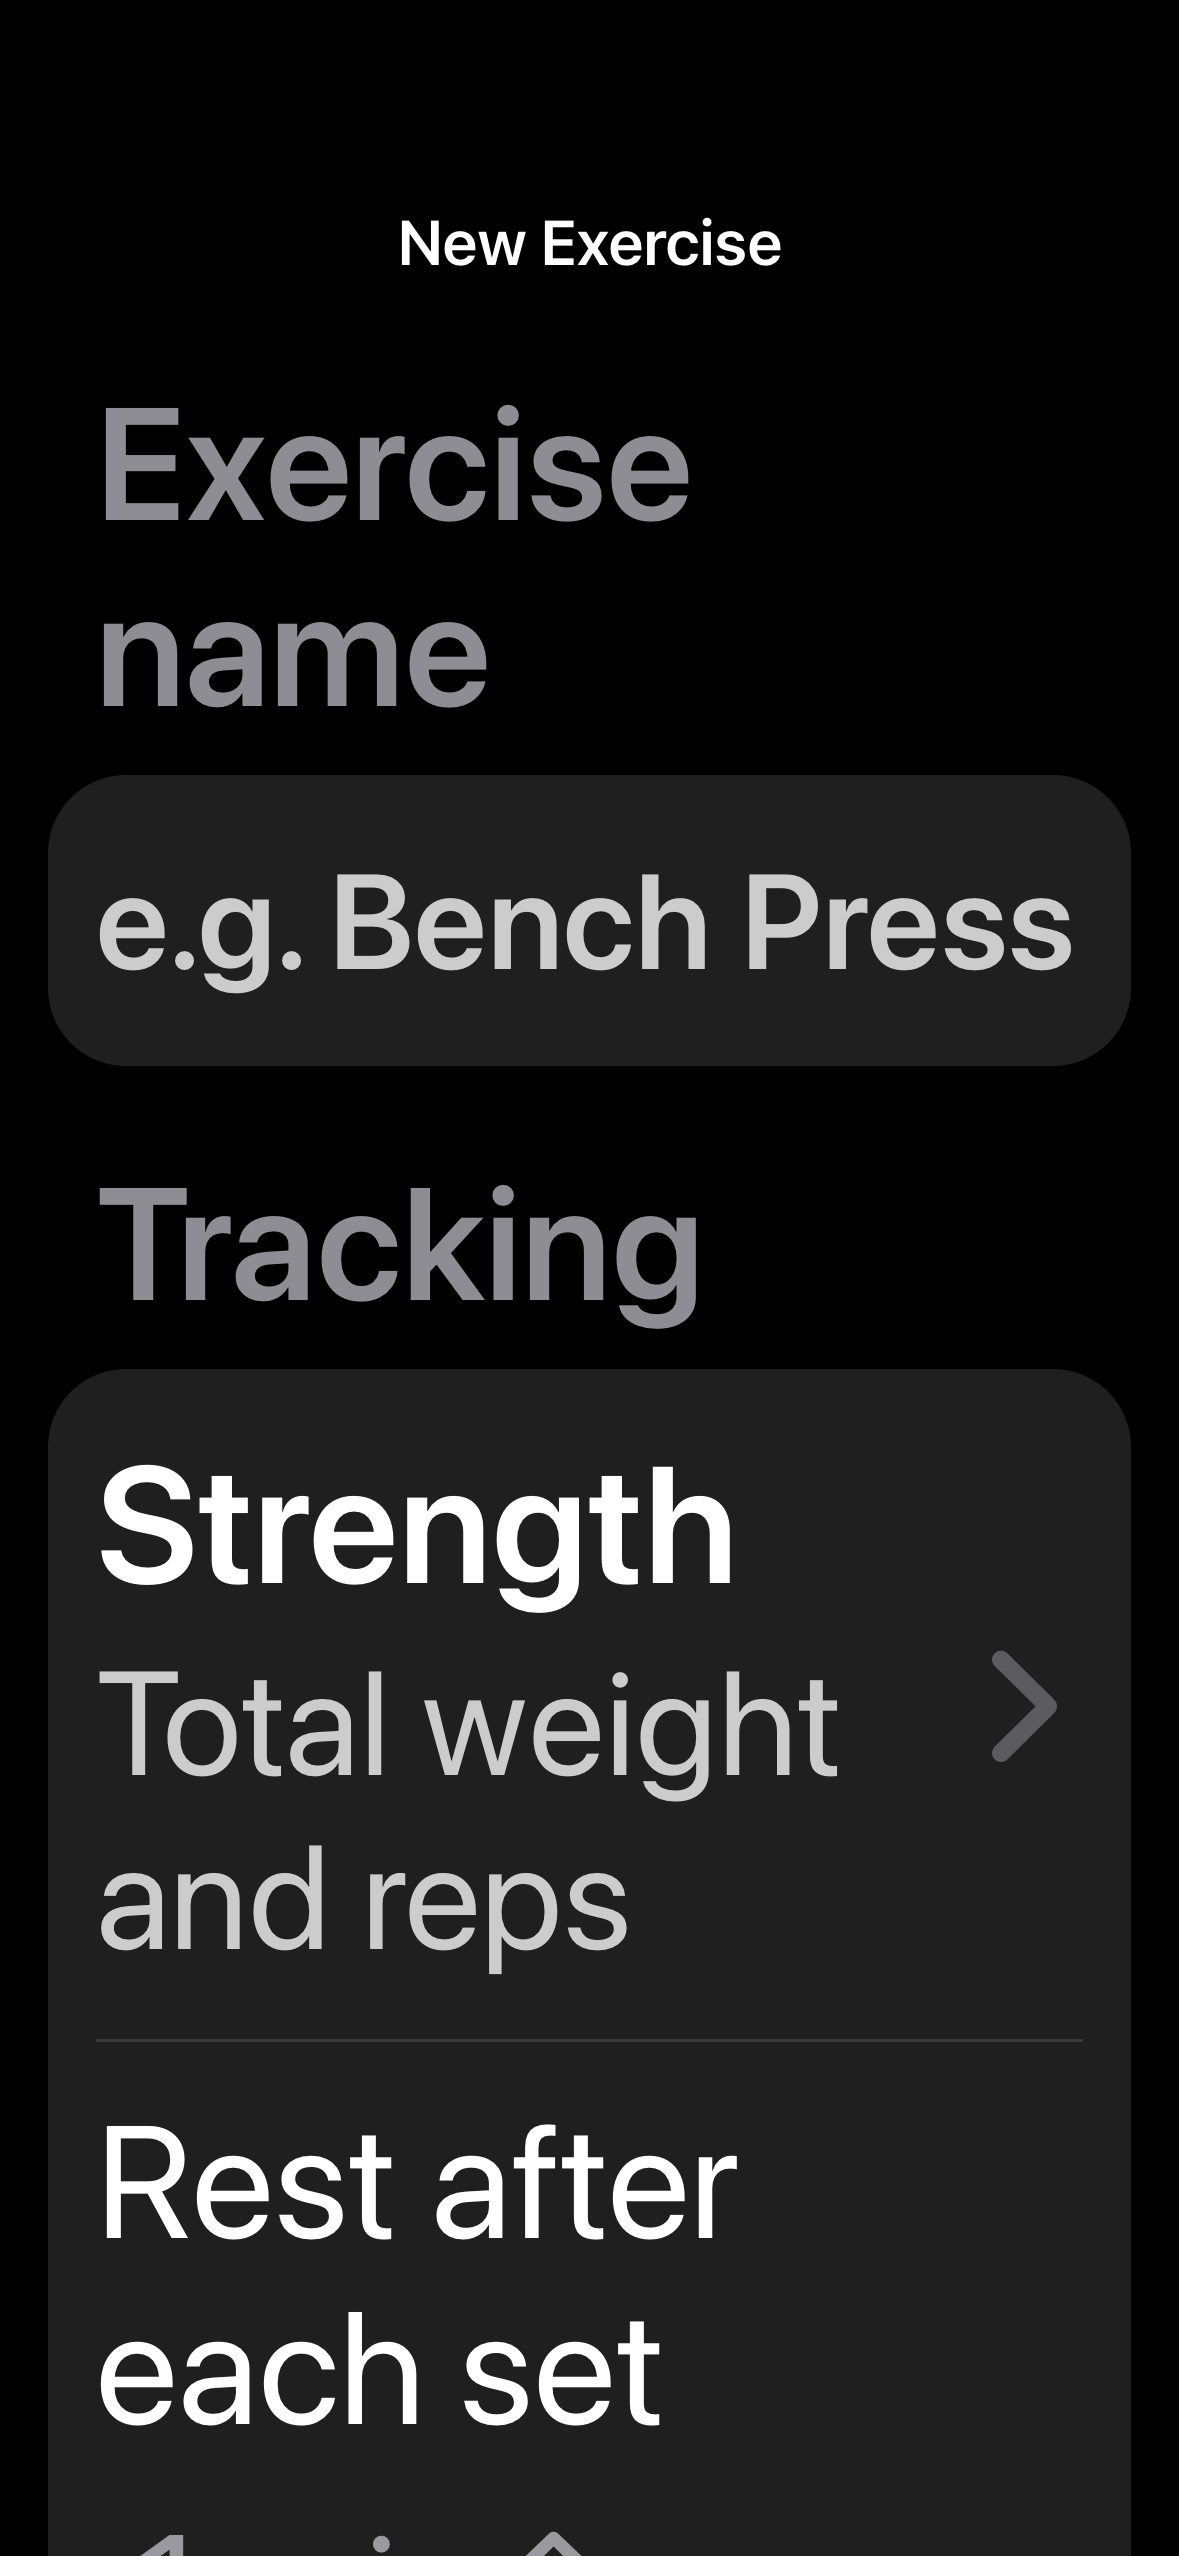 New Exercise
Exercise
name
e.g. Bench Press
Tracking
Strength
Total weight
and reps
Rest after
each set